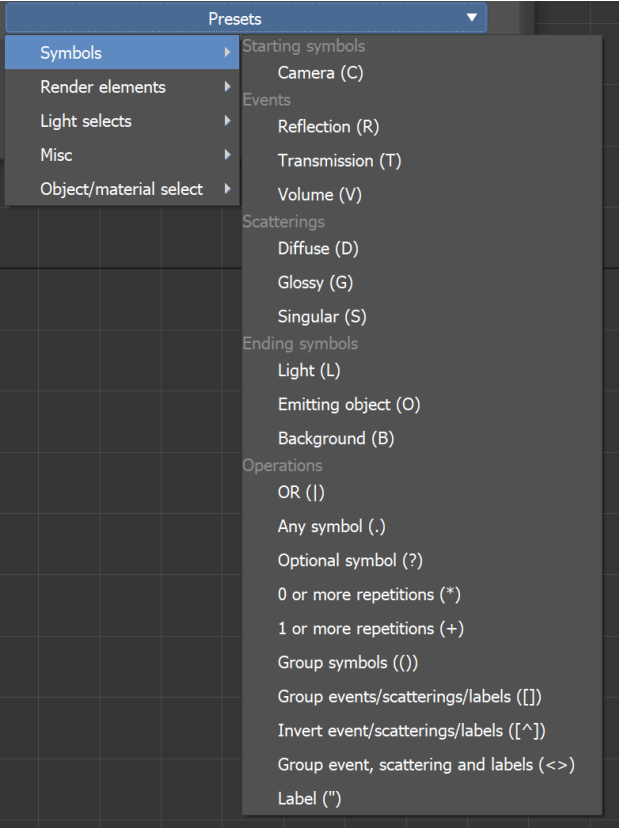 Presets
Symbols
Render elements
Light selects
Misc
Object/material select
Starting symbols
Camera (C)
Events
Reflection (R)
Transmission (T)
Volume (V)
Scatterings
Diffuse (D)
Glossy (G)
Singular (S)
Ending symbols
Light (L)
Emitting object (O)
Background (B)
Operations
OR (|)
Any symbol (.)
Optional symbol (?)
0 or more repetitions (*)
1 or more repetitions (+)
Group symbols (())
Group events/scatterings/labels ([])
Invert event/scatterings/labels ([^])
Group event, scattering and labels (<>)
Label (")